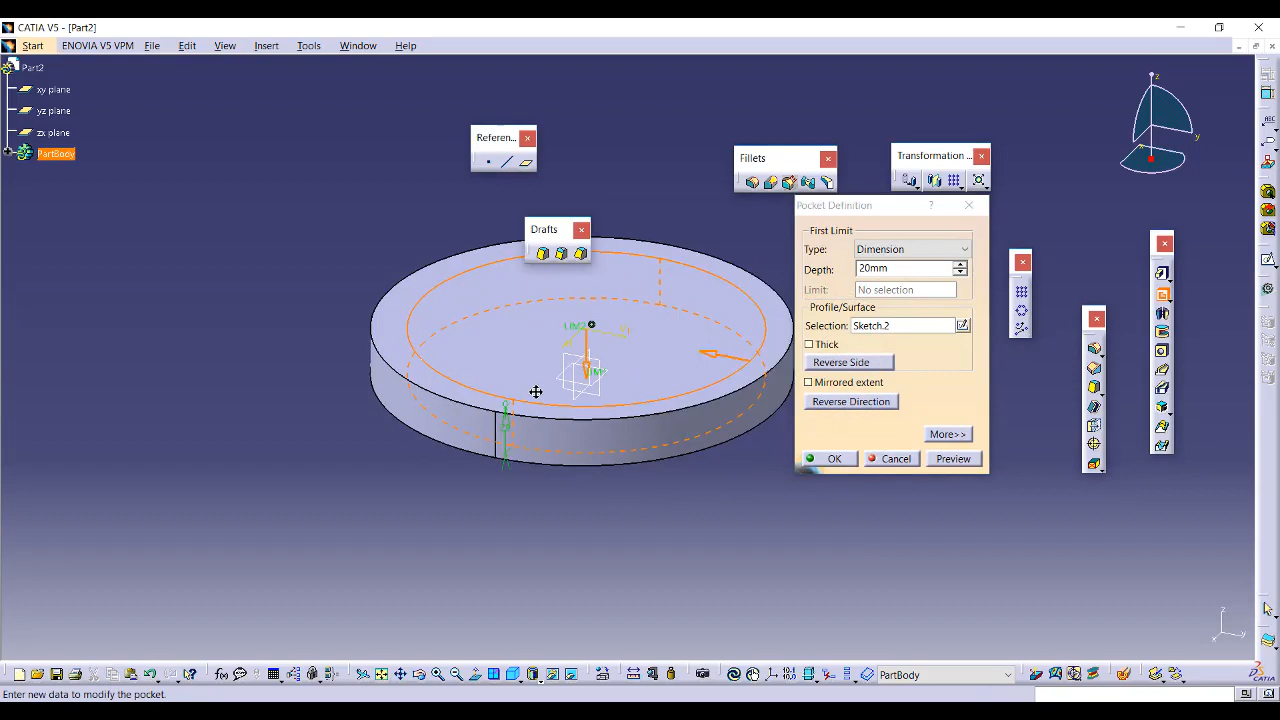 CATIA V5 - [Part2]
Start ENOVIA V5 VPM File Edit View Insert Tools Window Help
Part2
xy plane
yz plane
zx plane
PartBody
Referen...
Fillets
Transformation ...
Drafts
Pocket Definition
First Limit
Type: Dimension
Depth: 20mm
Limit: No selection
Profile/Surface
Selection: Sketch.2
Thick
Reverse Side
Mirrored extent
Reverse Direction
More>>
OK Cancel Preview
LIM2
z
y
z
x y
PartBody
CATIA
Enter new data to modify the pocket.